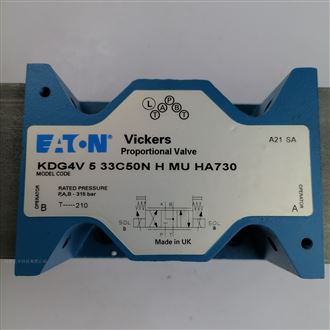 L A P B T
T
EATON Vickers
Proportional Valve
A21 SA
KDG4V 5 33C50N H MU HA730
MODEL CODE
RATED PRESSURE
P,A,B - 315 bar
T-----210
OPERATOR
B
OPERATOR
A
SOL
SOL
A B
P T
b
a
Made in UK